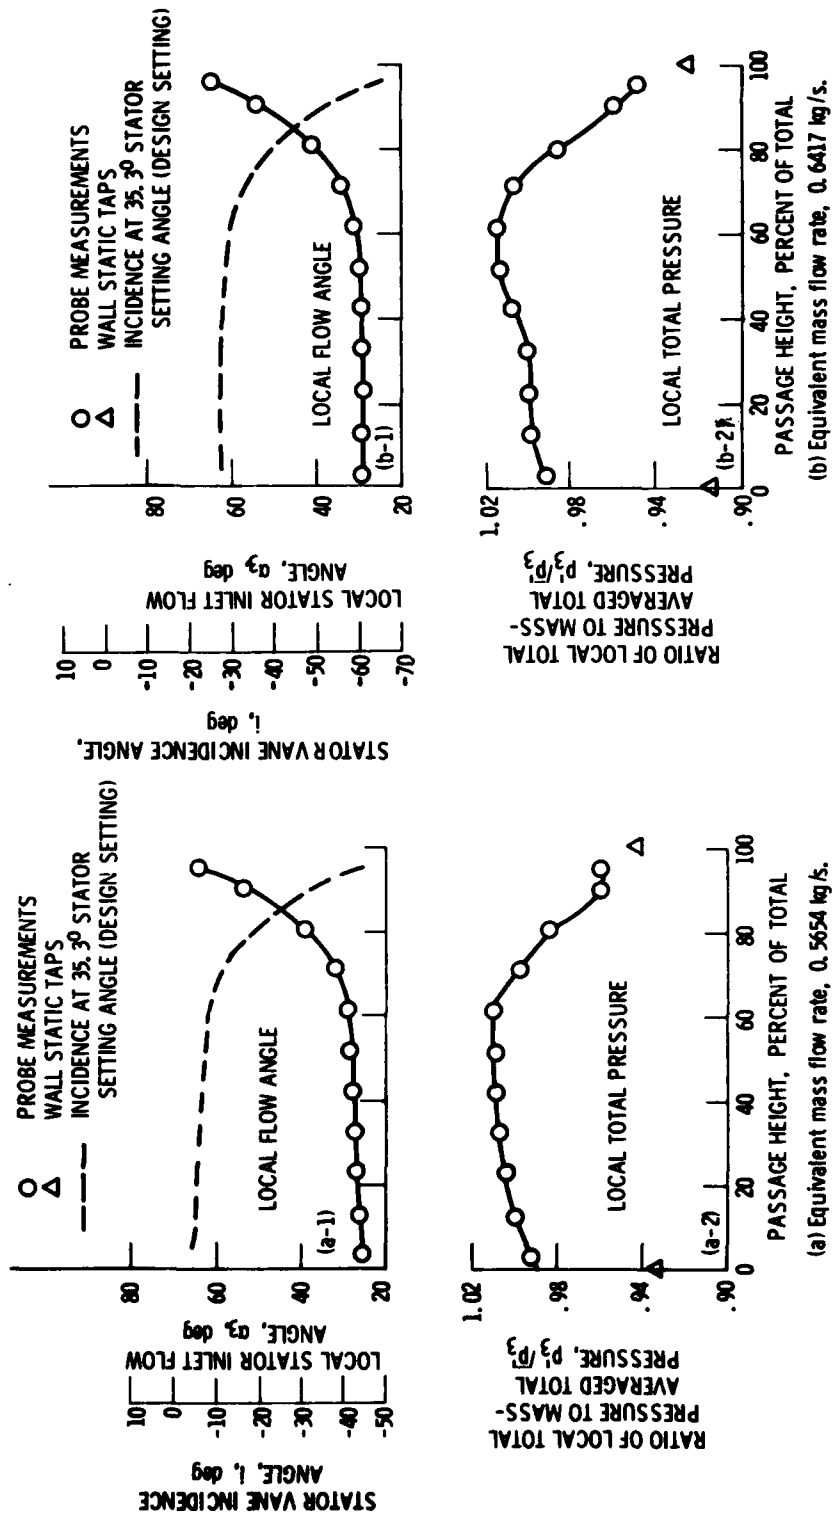 PROBE MEASUREMENTS
WALL STATIC TAPS
INCIDENCE AT 35.3⁰ STATOR
SETTING ANGLE (DESIGN SETTING)
STATOR VANE INCIDENCE
ANGLE, i, deg
10
0
-10
-20
-30
-40
-50
LOCAL STATOR INLET FLOW
ANGLE, α₃, deg
80
60
40
20
LOCAL FLOW ANGLE
(a-1)
RATIO OF LOCAL TOTAL
PRESSURE TO MASS-
AVERAGED TOTAL
PRESSURE, p₃'/p̅₃'
1.02
.98
.94
.90
LOCAL TOTAL PRESSURE
(a-2)
0
20
40
60
80
100
PASSAGE HEIGHT, PERCENT OF TOTAL
(a) Equivalent mass flow rate, 0.5654 kg/s.
PROBE MEASUREMENTS
WALL STATIC TAPS
INCIDENCE AT 35.3⁰ STATOR
SETTING ANGLE (DESIGN SETTING)
STATOR VANE INCIDENCE ANGLE,
i, deg
10
0
-10
-20
-30
-40
-50
-60
-70
LOCAL STATOR INLET FLOW
ANGLE, α₃, deg
80
60
40
20
LOCAL FLOW ANGLE
(b-1)
RATIO OF LOCAL TOTAL
PRESSURE TO MASS-
AVERAGED TOTAL
PRESSURE, p₃'/p̅₃'
1.02
.98
.94
.90
LOCAL TOTAL PRESSURE
(b-2)
0
20
40
60
80
100
PASSAGE HEIGHT, PERCENT OF TOTAL
(b) Equivalent mass flow rate, 0.6417 kg/s.